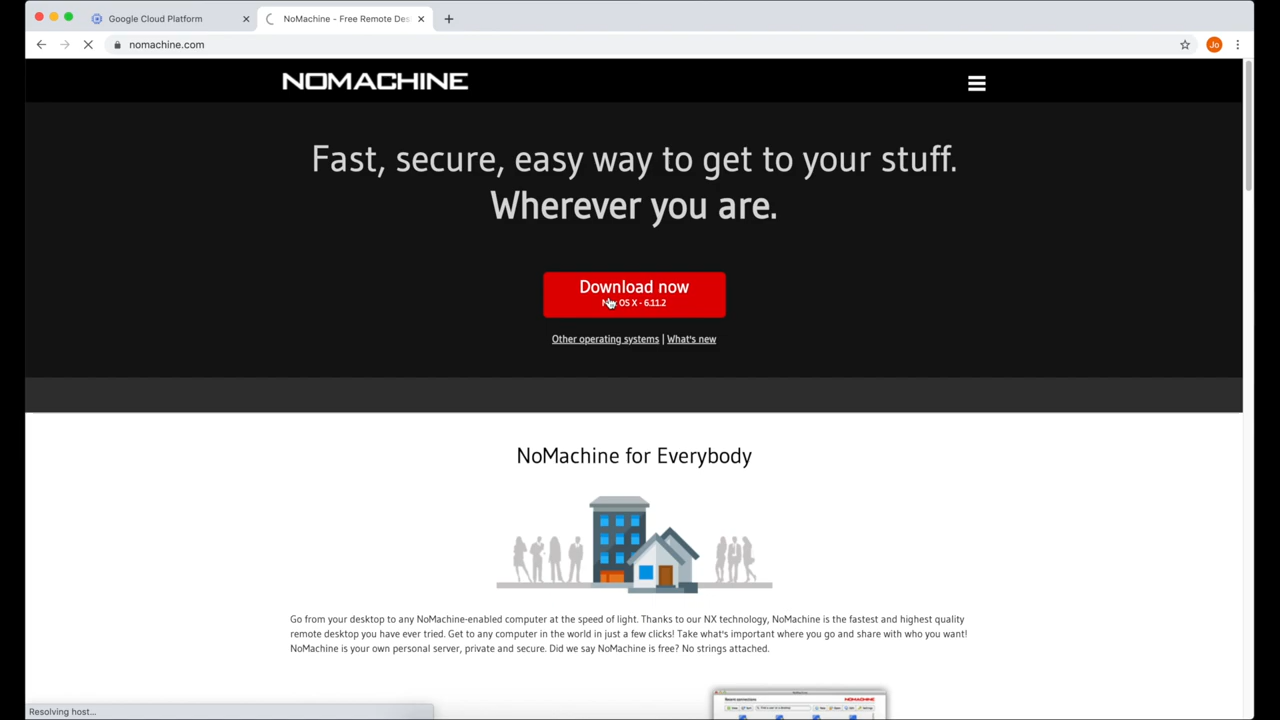 Google Cloud Platform
NoMachine - Free Remote Des
nomachine.com
Jo
NOMACHINE
Fast, secure, easy way to get to your stuff.
Wherever you are.
Download now
OS X - 6.11.2
Other operating systems | What's new
NoMachine for Everybody
Go from your desktop to any NoMachine-enabled computer at the speed of light. Thanks to our NX technology, NoMachine is the fastest and highest quality
remote desktop you have ever tried. Get to any computer in the world in just a few clicks! Take what's important where you go and share with who you want!
NoMachine is your own personal server, private and secure. Did we say NoMachine is free? No strings attached.
NOMACHINE
Resolving host...